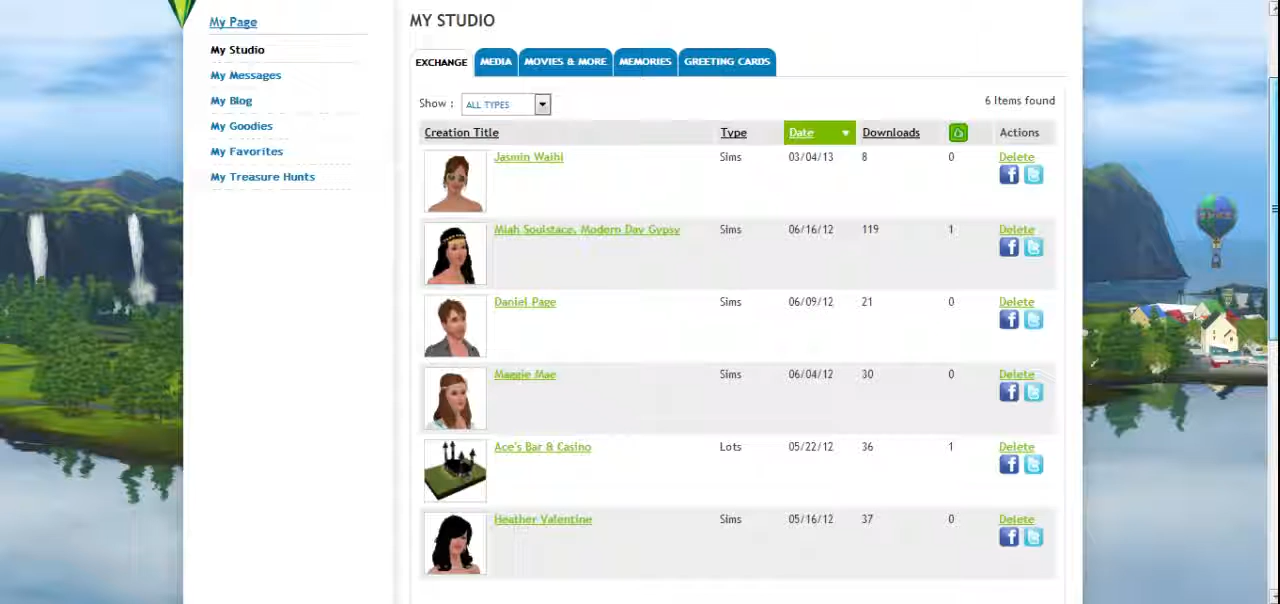 My Page
My Studio
My Messages
My Blog
My Goodies
My Favorites
My Treasure Hunts
MY STUDIO
EXCHANGE MEDIA MOVIES & MORE MEMORIES GREETING CARDS
Show : ALL TYPES 6 Items found
Creation Title Type Date Downloads Actions
Jasmin Waihi Sims 03/04/13 8 0 Delete
Miah Soulstace, Modern Day Gypsy Sims 06/16/12 119 1 Delete
Daniel Page Sims 06/09/12 21 0 Delete
Maggie Mae Sims 06/04/12 30 0 Delete
Ace's Bar & Casino Lots 05/22/12 36 1 Delete
Heather Valentine Sims 05/16/12 37 0 Delete